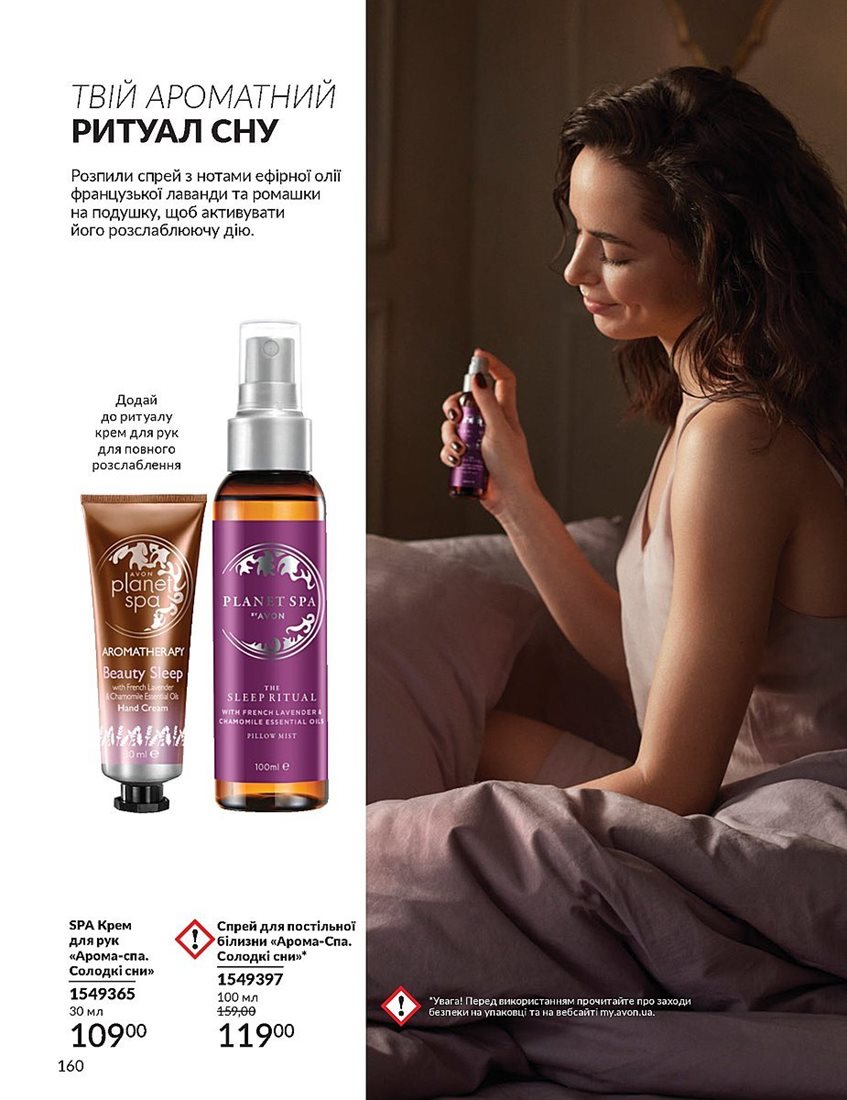 ТВІЙ АРОМАТНИЙ
РИТУАЛ СНУ
Розпили спрей з нотами ефірної олії
французької лаванди та ромашки
на подушку, щоб активувати
його розслаблюючу дію.
Додай
до ритуалу
крем для рук
для повного
розслаблення
AVON
planet
spa
AROMATHERAPY
Beauty Sleep
with French Lavender
& Chamomile Essential Oils
Hand Cream
30 ml e
PLANET SPA
BY AVON
THE
SLEEP RITUAL
WITH FRENCH LAVENDER &
CHAMOMILE ESSENTIAL OILS
PILLOW MIST
100ml e
SPA Крем
для рук
«Арома-спа.
Солодкі сни»
1549365
30 мл
10900
Спрей для постільної
білизни «Арома-Спа.
Солодкі сни»*
1549397
100 мл
159,00
11900
*Увага! Перед використанням прочитайте про заходи
безпеки на упаковці та на вебсайті my.avon.ua.
160